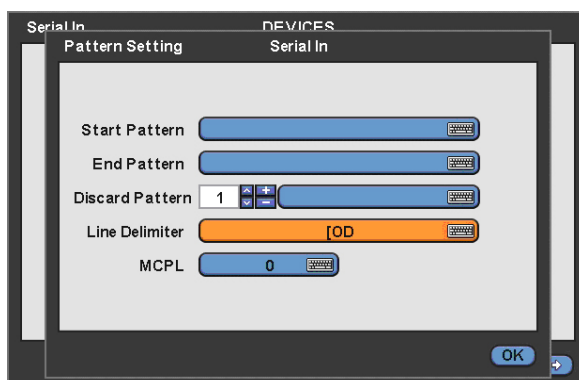 Serial In DEVICES
Pattern Setting Serial In
Start Pattern
End Pattern
Discard Pattern 1
Line Delimiter [OD
MCPL 0
OK